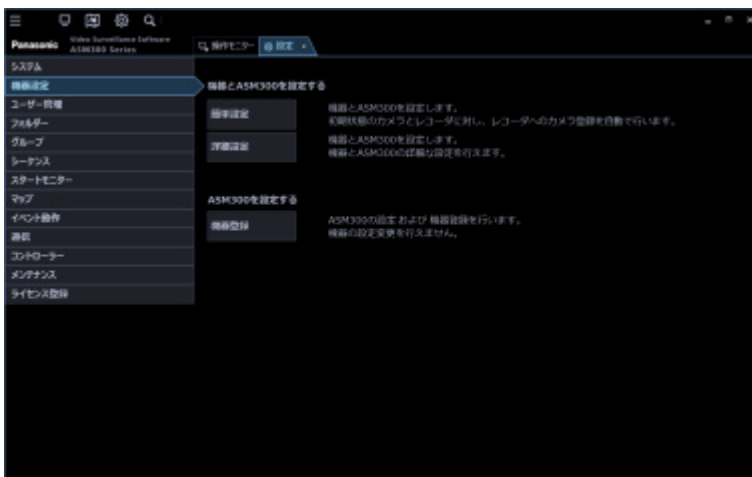 Panasonic
Video Surveillance Software
ASM300 Series
操作モニター
設定
システム
機器設定
ユーザー管理
フォルダー
グループ
シーケンス
スタートモニター
マップ
イベント動作
通信
コントローラー
メンテナンス
ライセンス登録
機器とASM300を設定する
簡単設定
機器とASM300を設定します。
初期状態のカメラとレコーダに対し、レコーダへのカメラ登録を自動で行います。
詳細設定
機器とASM300を設定します。
機器とASM300の詳細な設定を行えます。
ASM300を設定する
機器登録
ASM300の設定 および 機器登録を行います。
機器の設定変更を行えません。